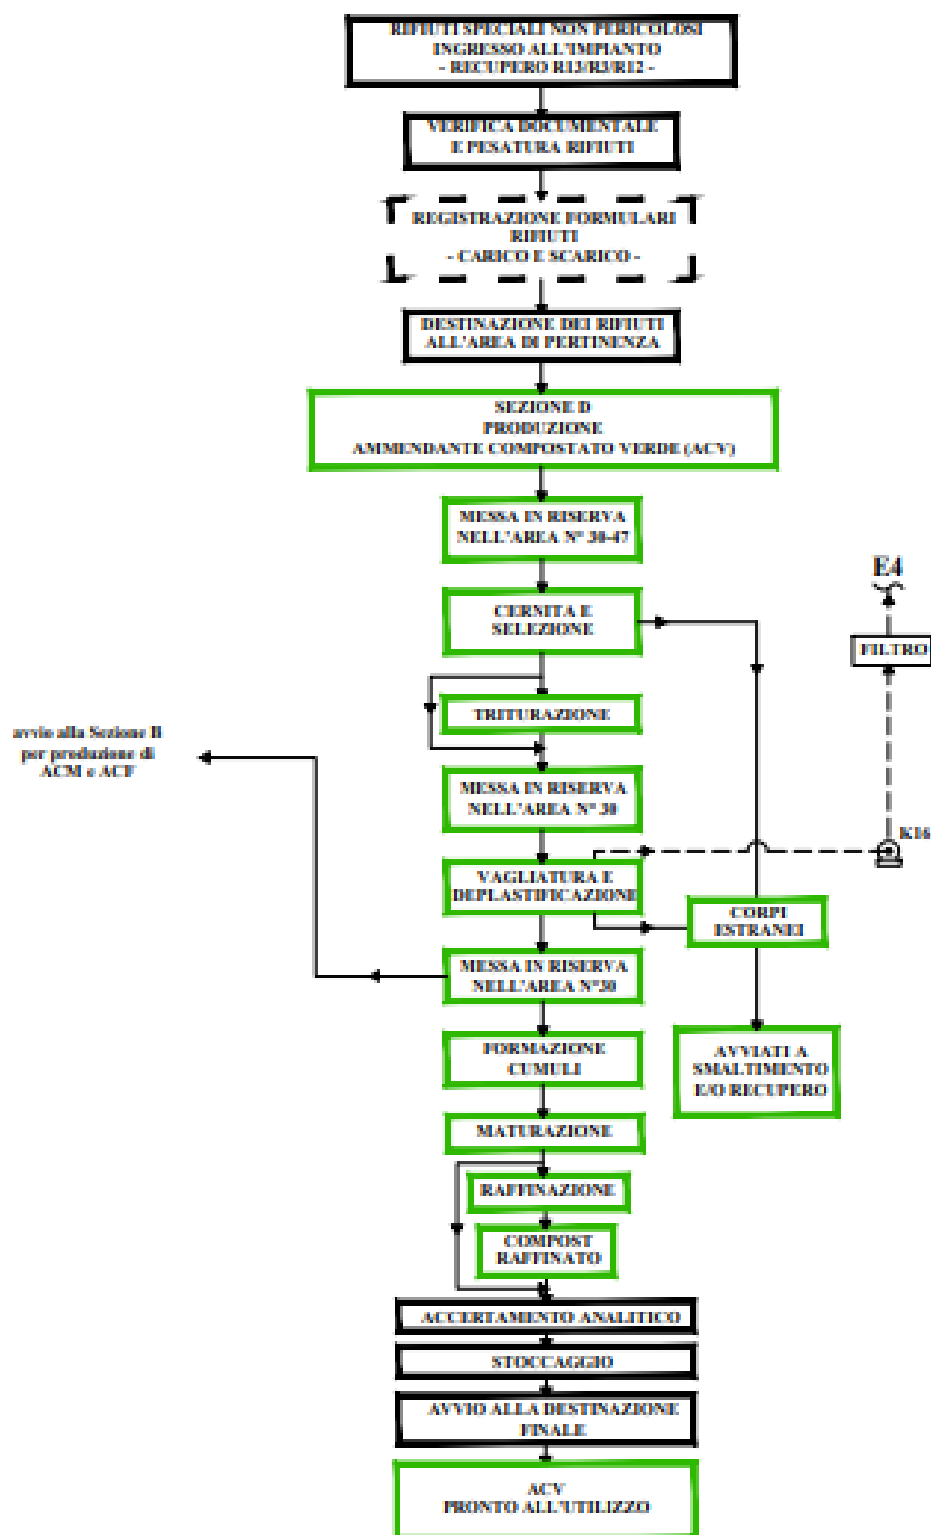 RIFIUTI SPECIALI NON PERICOLOSI
INGRESSO ALL'IMPIANTO
- RECUPERO R13/R3/R12 -
VERIFICA DOCUMENTALE
E PESATURA RIFIUTI
REGISTRAZIONE FORMULARI
RIFIUTI
- CARICO E SCARICO -
DESTINAZIONE DEI RIFIUTI
ALL'AREA DI PERTINENZA
SEZIONE D
PRODUZIONE
AMMENDANTE COMPOSTATO VERDE (ACV)
MESSA IN RISERVA
NELL'AREA N° 30-47
E4
CERNITA E
SELEZIONE
FILTRO
TRITURAZIONE
avvio alla Sezione B
per produzione di
ACM e ACF
MESSA IN RISERVA
NELL'AREA N° 30
K16
VAGLIATURA E
DEPLASTIFICAZIONE
CORPI
ESTRANEI
MESSA IN RISERVA
NELL'AREA N°30
FORMAZIONE
CUMULI
AVVIATI A
SMALTIMENTO
E/O RECUPERO
MATURAZIONE
RAFFINAZIONE
COMPOST
RAFFINATO
ACCERTAMENTO ANALITICO
STOCCAGGIO
AVVIO ALLA DESTINAZIONE
FINALE
ACV
PRONTO ALL'UTILIZZO